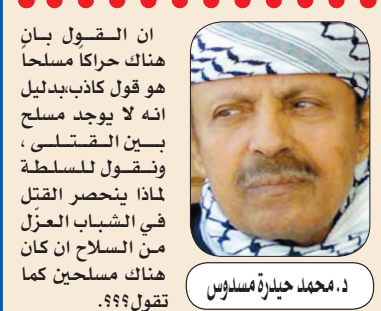 ان القول بان
هناك حراكاً مسلحاً
هو قول كاذب،بدليل
انه لا يوجد مسلح
بين القتلى ،
ونقول للسلطة
لماذا ينحصر القتل
في الشباب العزّل
من السلاح ان كان
هناك مسلحين كما
تقول؟؟؟.
د. محمد حيدرة مسدوس